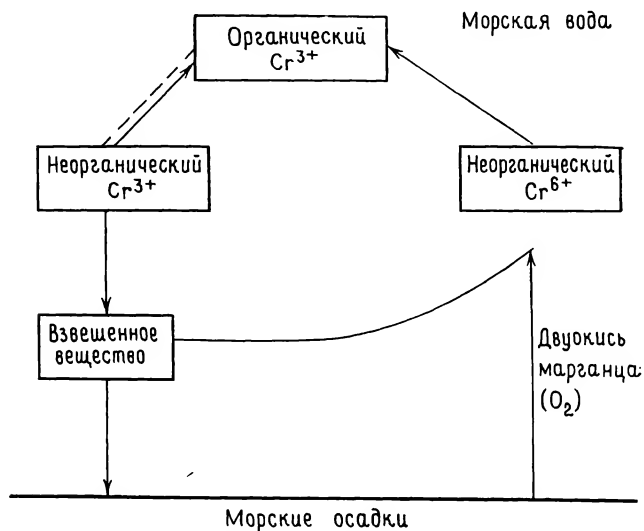 Морская вода
Органический
Cr³⁺
Неорганический
Cr³⁺
Неорганический
Cr⁶⁺
Взвешенное
вещество
Двуокись
марганца
(O₂)
Морские осадки